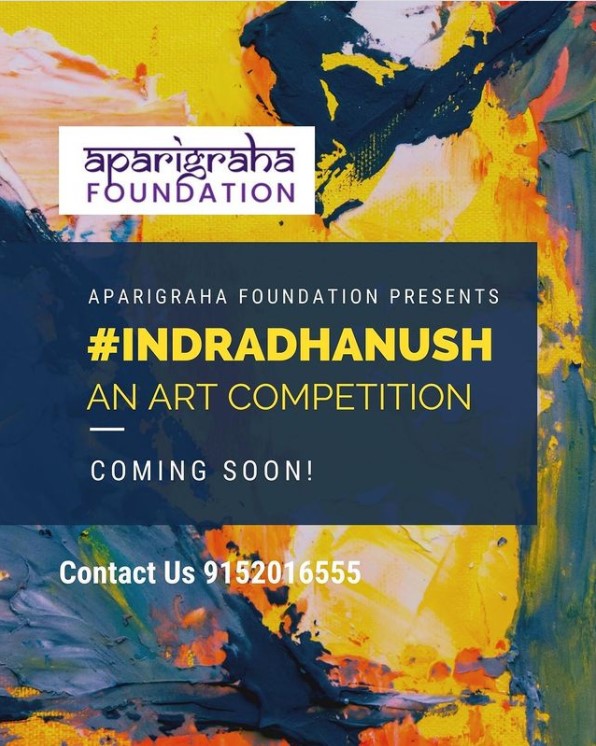 aparigraha
FOUNDATION
APARIGRAHA FOUNDATION PRESENTS
#INDRADHANUSH
AN ART COMPETITION
COMING SOON!
Contact Us 9152016555